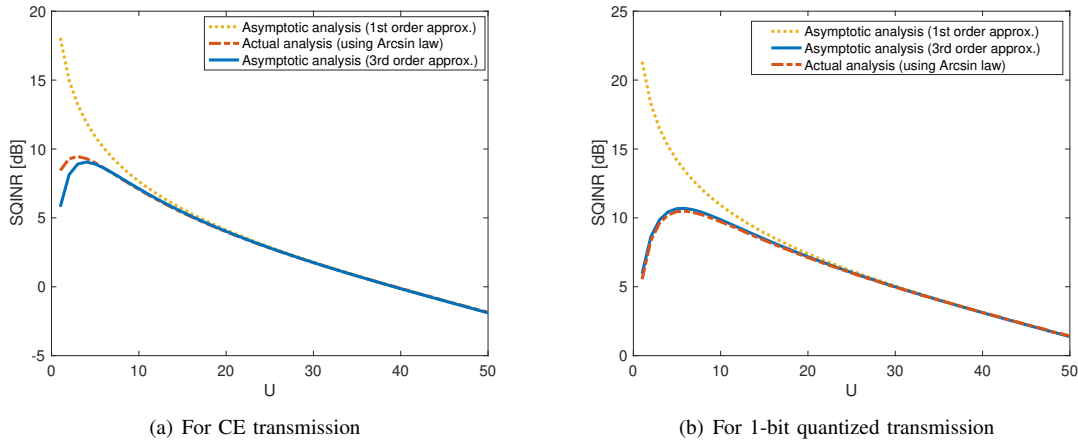 20
15
10
5
0
-5
SQINR [dB]
0
10
20
30
40
50
U
Asymptotic analysis (1st order approx.)
Actual analysis (using Arcsin law)
Asymptotic analysis (3rd order approx.)
(a) For CE transmission
25
20
15
10
5
0
SQINR [dB]
0
10
20
30
40
50
U
Asymptotic analysis (1st order approx.)
Asymptotic analysis (3rd order approx.)
Actual analysis (using Arcsin law)
(b) For 1-bit quantized transmission